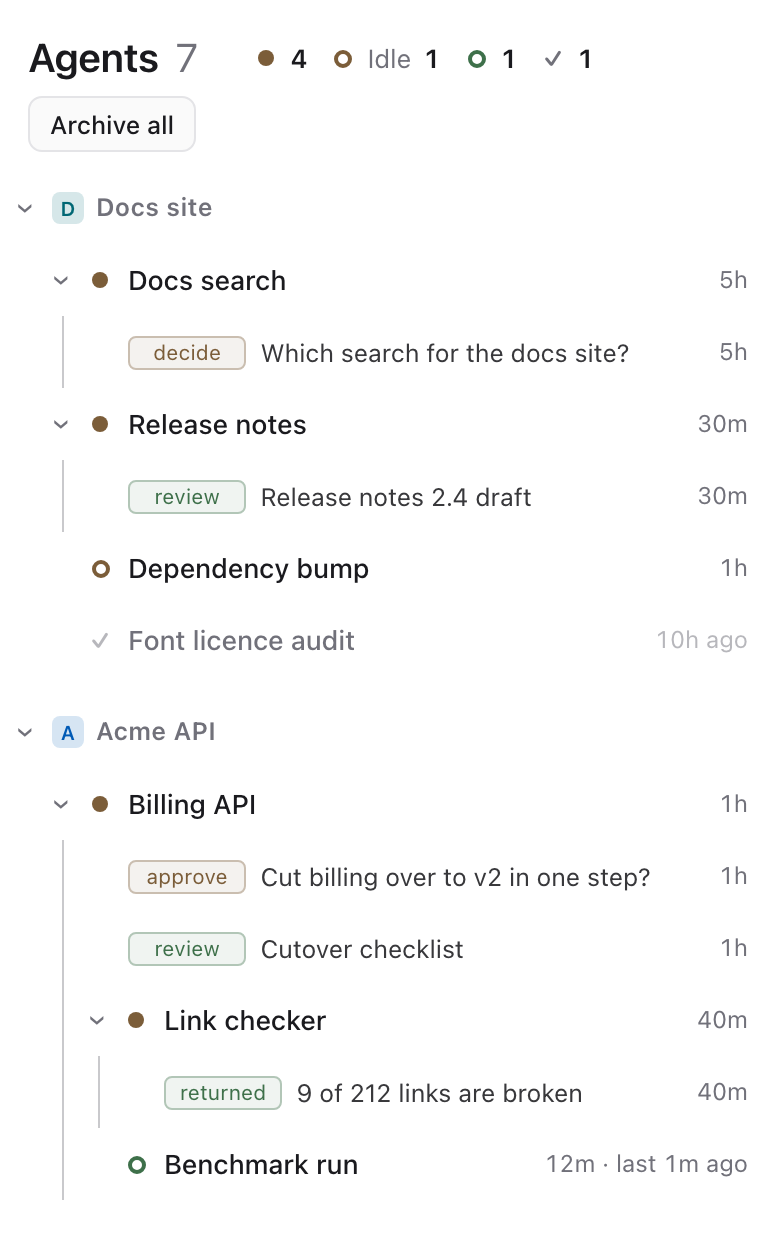 Agents 7 4 Idle 1 1 1
Archive all
D Docs site
Docs search 5h
decide Which search for the docs site? 5h
Release notes 30m
review Release notes 2.4 draft 30m
Dependency bump 1h
Font licence audit 10h ago
A Acme API
Billing API 1h
approve Cut billing over to v2 in one step? 1h
review Cutover checklist 1h
Link checker 40m
returned 9 of 212 links are broken 40m
Benchmark run 12m · last 1m ago